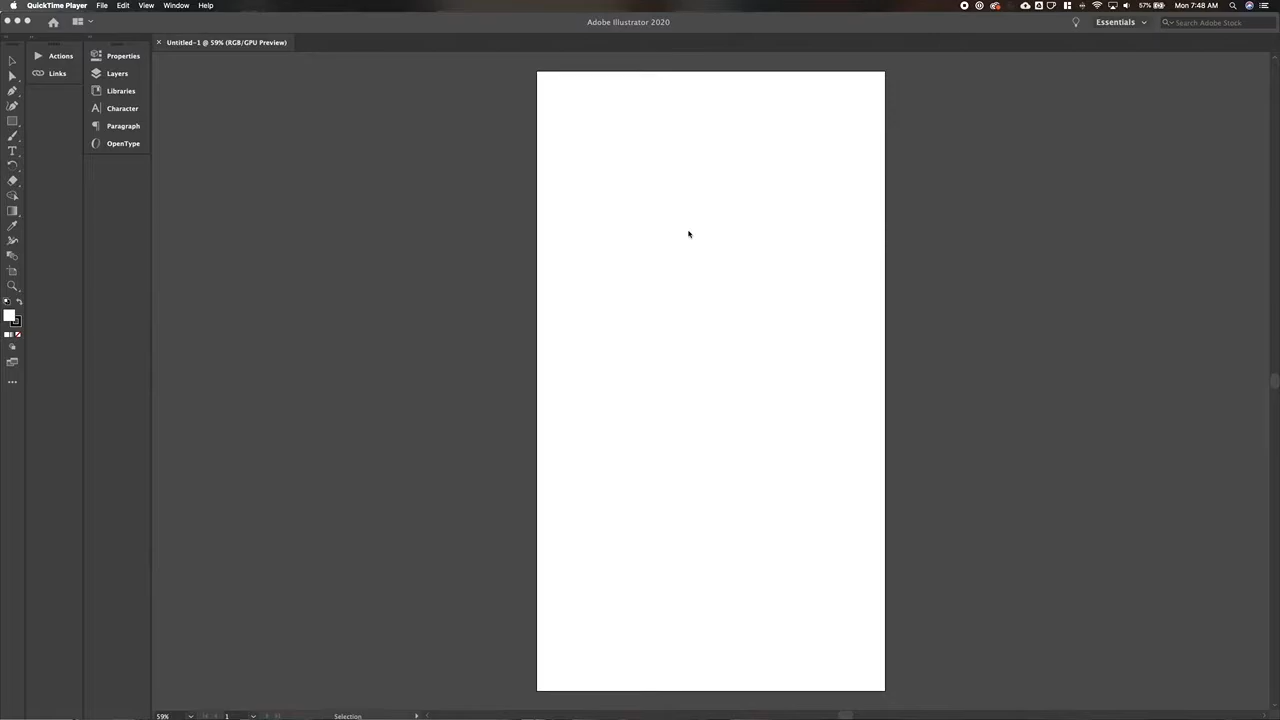 QuickTime Player File Edit View Window Help 57% Mon 7:48 AM
Adobe Illustrator 2020 Essentials Search Adobe Stock
Untitled-1 @ 59% (RGB/GPU Preview)
Actions
Links
Properties
Layers
Libraries
Character
Paragraph
OpenType
59% 1 Selection